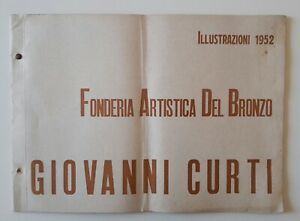 ILLUSTRAZIONI 1952
FONDERIA ARTISTICA DEL BRONZO
GIOVANNI CURTI